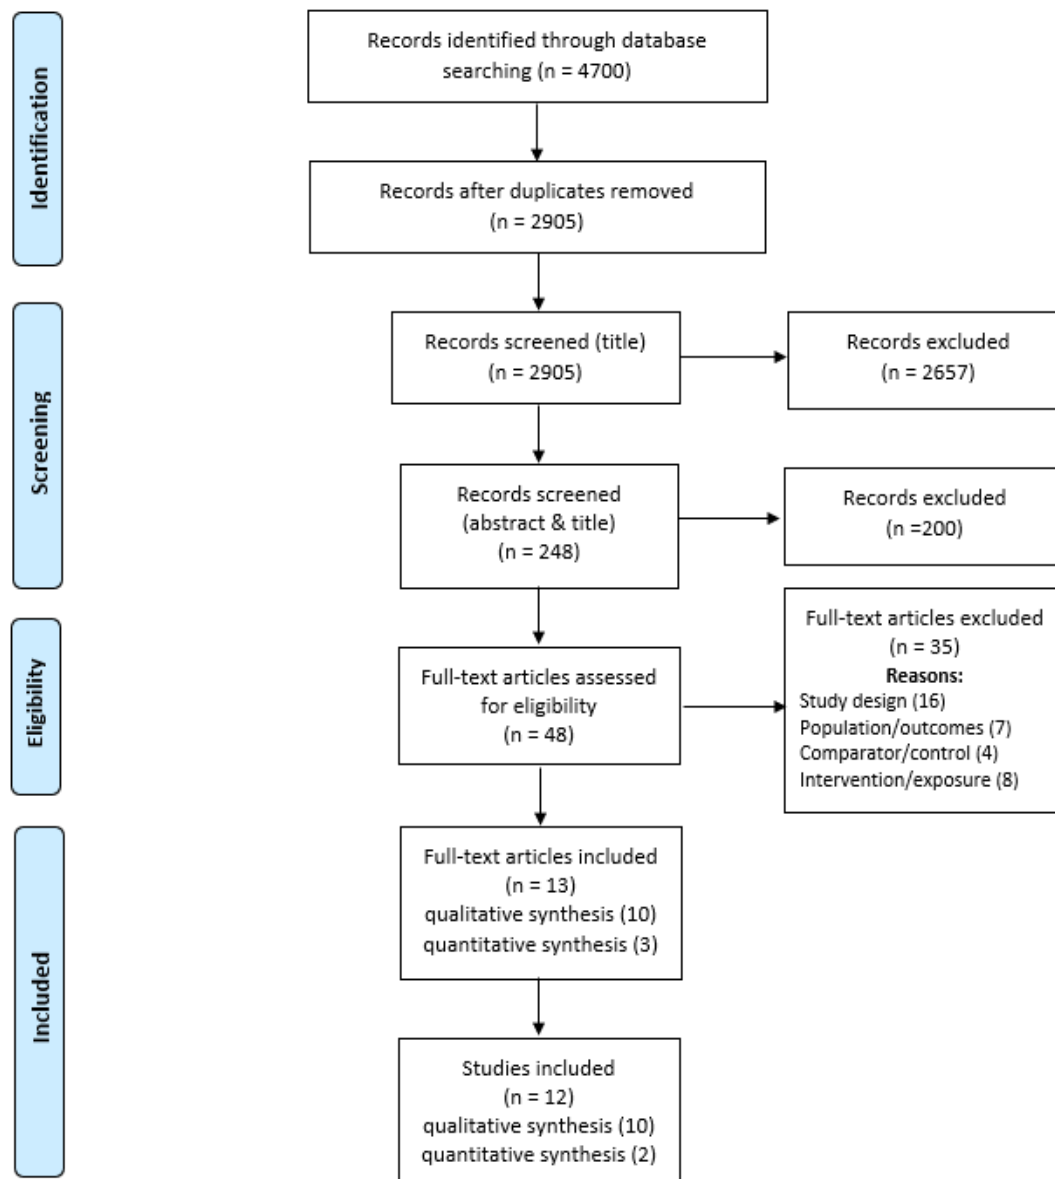 Identification
Records identified through database
searching (n = 4700)
Records after duplicates removed
(n = 2905)
Screening
Records screened (title)
(n = 2905)
Records excluded
(n = 2657)
Records screened
(abstract & title)
(n = 248)
Records excluded
(n =200)
Eligibility
Full-text articles assessed
for eligibility
(n = 48)
Full-text articles excluded
(n = 35)
Reasons:
Study design (16)
Population/outcomes (7)
Comparator/control (4)
Intervention/exposure (8)
Included
Full-text articles included
(n = 13)
qualitative synthesis (10)
quantitative synthesis (3)
Studies included
(n = 12)
qualitative synthesis (10)
quantitative synthesis (2)